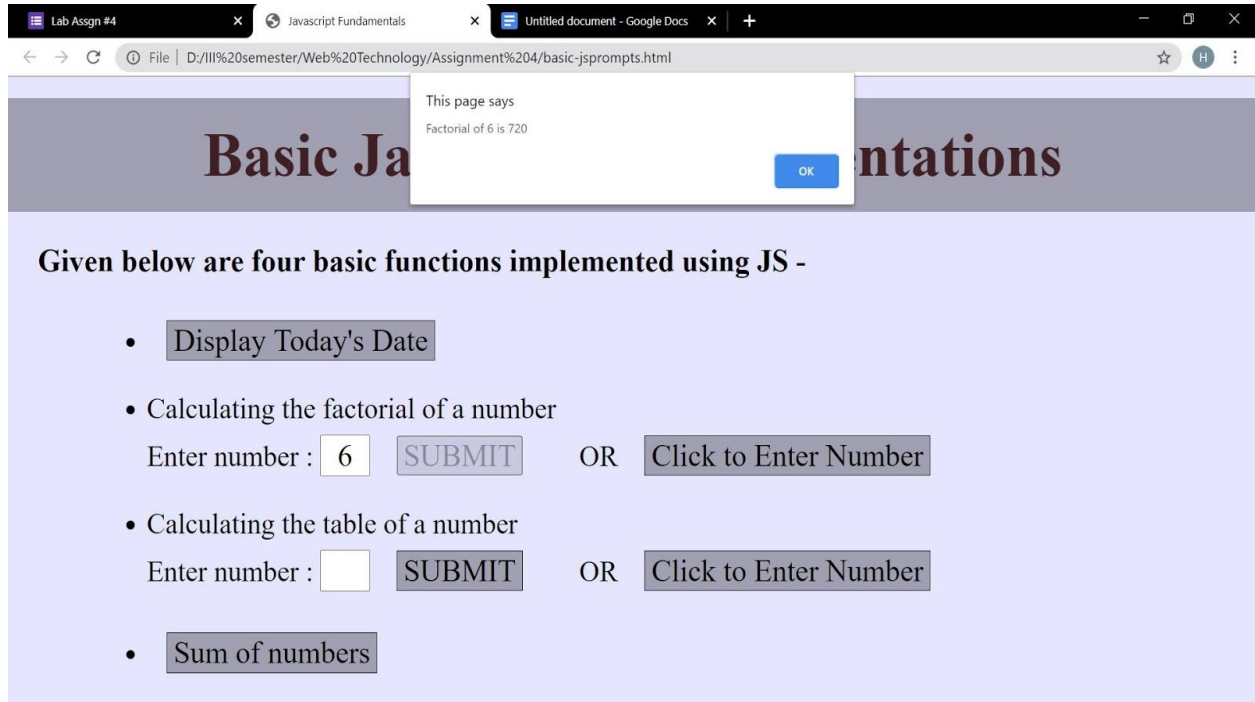 Lab Assgn #4
Javascript Fundamentals
Untitled document - Google Docs
File | D:/III%20semester/Web%20Technology/Assignment%204/basic-jsprompts.html
H
This page says
Factorial of 6 is 720
OK
Basic Ja ntations
Given below are four basic functions implemented using JS -
• Display Today's Date
• Calculating the factorial of a number
Enter number : 6 SUBMIT OR Click to Enter Number
• Calculating the table of a number
Enter number : SUBMIT OR Click to Enter Number
• Sum of numbers